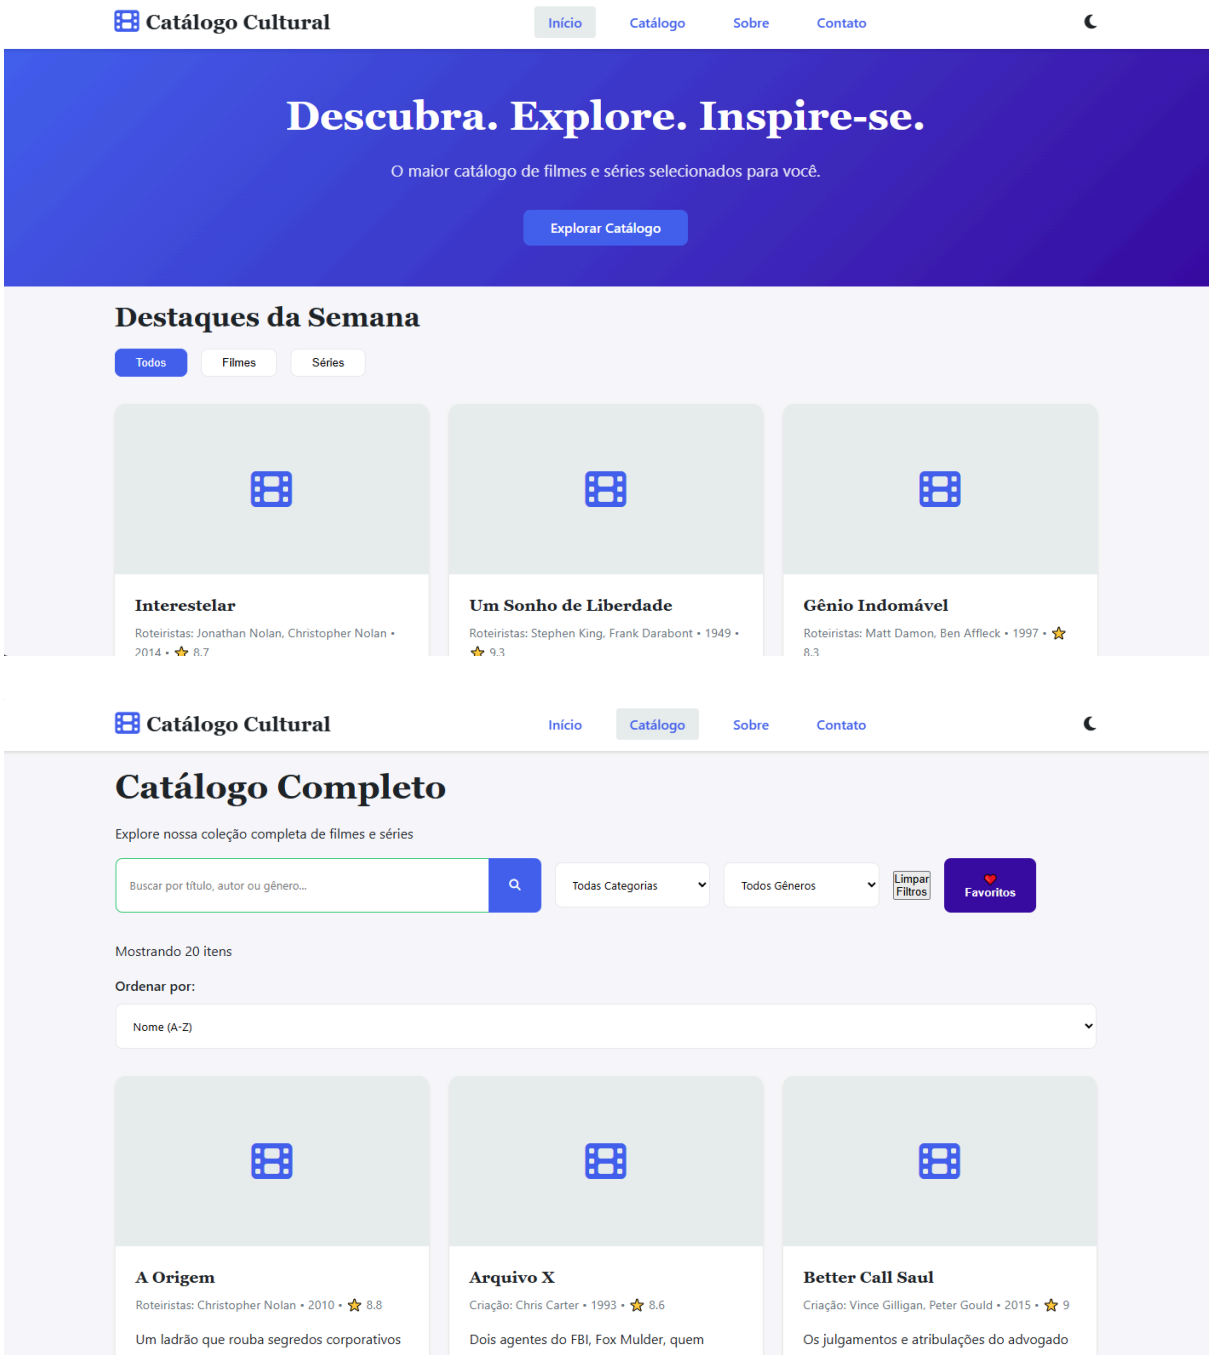 Catálogo Cultural
Início
Catálogo
Sobre
Contato
Descubra. Explore. Inspire-se.
O maior catálogo de filmes e séries selecionados para você.
Explorar Catálogo
Destaques da Semana
Todos
Filmes
Séries
Interestelar
Roteiristas: Jonathan Nolan, Christopher Nolan •
2014 • ⭐ 8.7
Um Sonho de Liberdade
Roteiristas: Stephen King, Frank Darabont • 1949 •
⭐ 9.3
Gênio Indomável
Roteiristas: Matt Damon, Ben Affleck • 1997 • ⭐
8.3
Catálogo Cultural
Início
Catálogo
Sobre
Contato
Catálogo Completo
Explore nossa coleção completa de filmes e séries
Buscar por título, autor ou gênero...
Todas Categorias
Todos Gêneros
Limpar
Filtros
❤️
Favoritos
Mostrando 20 itens
Ordenar por:
Nome (A-Z)
A Origem
Roteiristas: Christopher Nolan • 2010 • ⭐ 8.8
Um ladrão que rouba segredos corporativos
Arquivo X
Criação: Chris Carter • 1993 • ⭐ 8.6
Dois agentes do FBI, Fox Mulder, quem
Better Call Saul
Criação: Vince Gilligan, Peter Gould • 2015 • ⭐ 9
Os julgamentos e atribulações do advogado